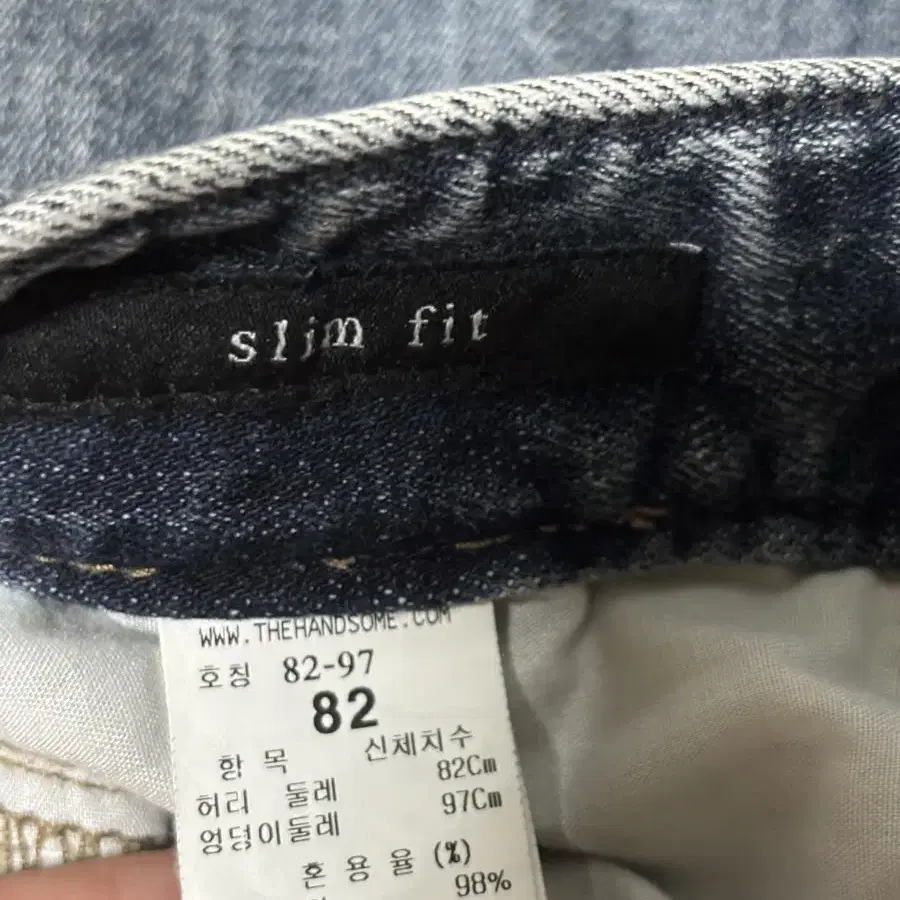 slim fit
WWW.THEHANDSOME.COM
호칭 82-97
82
항 목 신체치수
허리 둘레 82Cm
엉덩이둘레 97Cm
혼 용 율 (%)
98%